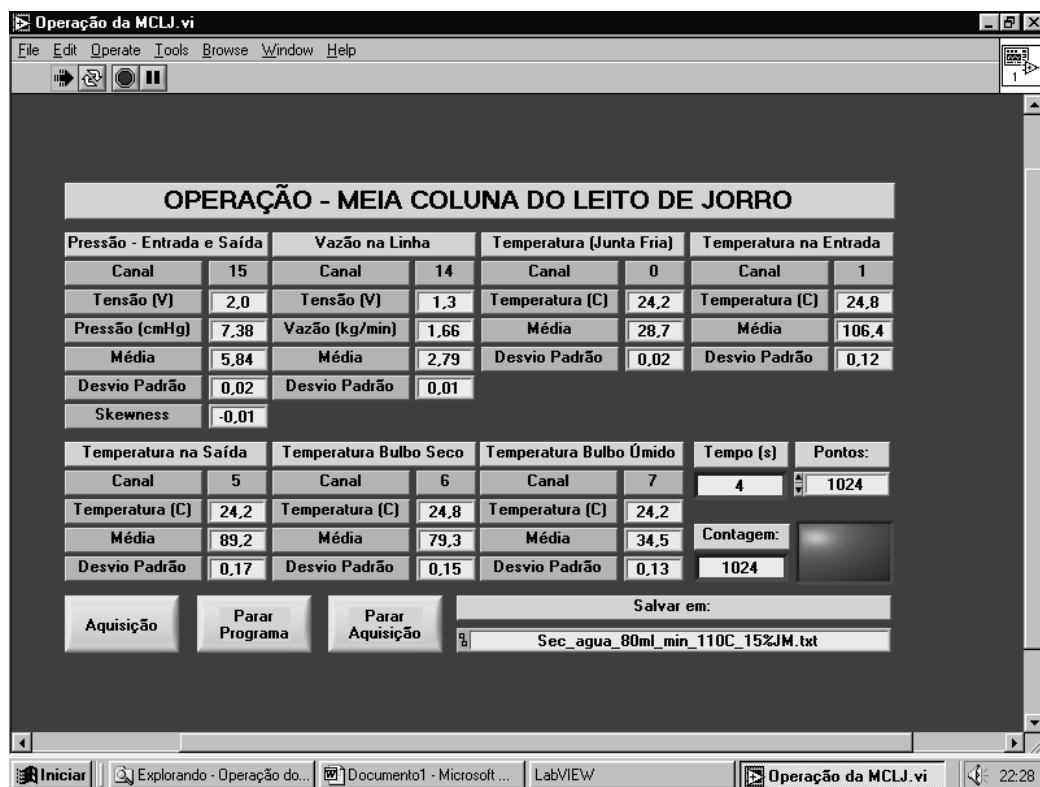 Operação da MCLJ.vi
File Edit Operate Tools Browse Window Help
1
OPERAÇÃO - MEIA COLUNA DO LEITO DE JORRO
Pressão - Entrada e Saída Vazão na Linha Temperatura (Junta Fria) Temperatura na Entrada
Canal 15 Canal 14 Canal 0 Canal 1
Tensão (V) 2,0 Tensão (V) 1,3 Temperatura (C) 24,2 Temperatura (C) 24,8
Pressão (cmHg) 7,38 Vazão (kg/min) 1,66 Média 28,7 Média 106,4
Média 5,84 Média 2,79 Desvio Padrão 0,02 Desvio Padrão 0,12
Desvio Padrão 0,02 Desvio Padrão 0,01
Skewness -0,01
Temperatura na Saída Temperatura Bulbo Seco Temperatura Bulbo Úmido Tempo (s) Pontos:
Canal 5 Canal 6 Canal 7 4 1024
Temperatura (C) 24,2 Temperatura (C) 24,8 Temperatura (C) 24,2
Média 89,2 Média 79,3 Média 34,5 Contagem:
Desvio Padrão 0,17 Desvio Padrão 0,15 Desvio Padrão 0,13 1024
Aquisição Parar Programa Parar Aquisição Salvar em:
Sec_agua_80ml_min_110C_15%JM.txt
Iniciar Explorando - Operação do... Documento1 - Microsoft ... LabVIEW Operação da MCLJ.vi 22:28